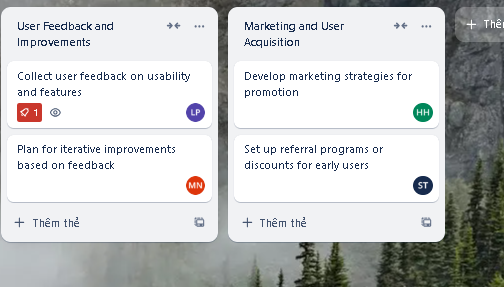 User Feedback and
Improvements
Collect user feedback on usability
and features
1
LP
Plan for iterative improvements
based on feedback
MN
+ Thêm thẻ
Marketing and User
Acquisition
Develop marketing strategies for
promotion
HH
Set up referral programs or
discounts for early users
ST
+ Thêm thẻ